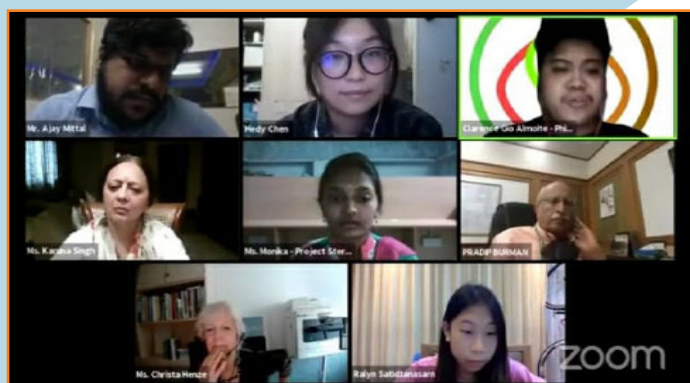 Mr. Ajay Mittal
Hedy Chen
Clarence Gio Almoite - Phi...
Ms. Karuna Singh
Ms. Monika - Project Ster...
PRADIP BURMAN
Ms. Christa Henze
Ralyn Satidtanasarn
zoom